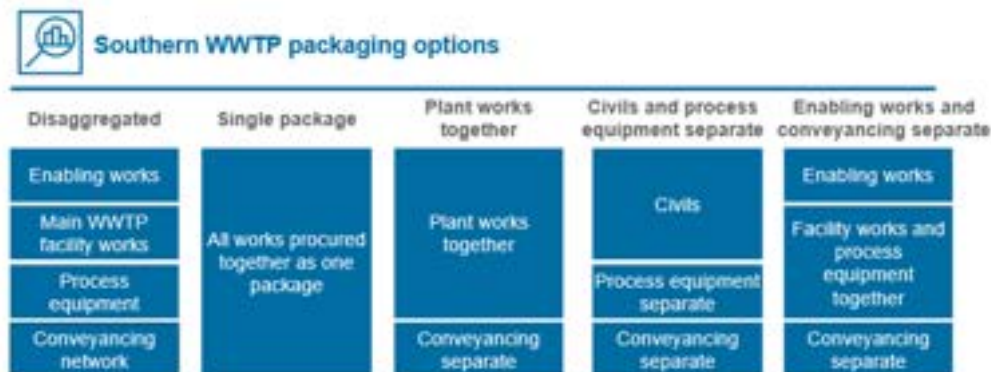 Southern WWTP packaging options
Disaggregated
Enabling works
Main WWTP
facility works
Process
equipment
Conveyancing
network
Single package
All works procured
together as one
package
Plant works
together
Plant works
together
Conveyancing
separate
Civils and process
equipment separate
Civils
Process equipment
separate
Conveyancing
separate
Enabling works and
conveyancing separate
Enabling works
Facility works and
process
equipment
together
Conveyancing
separate